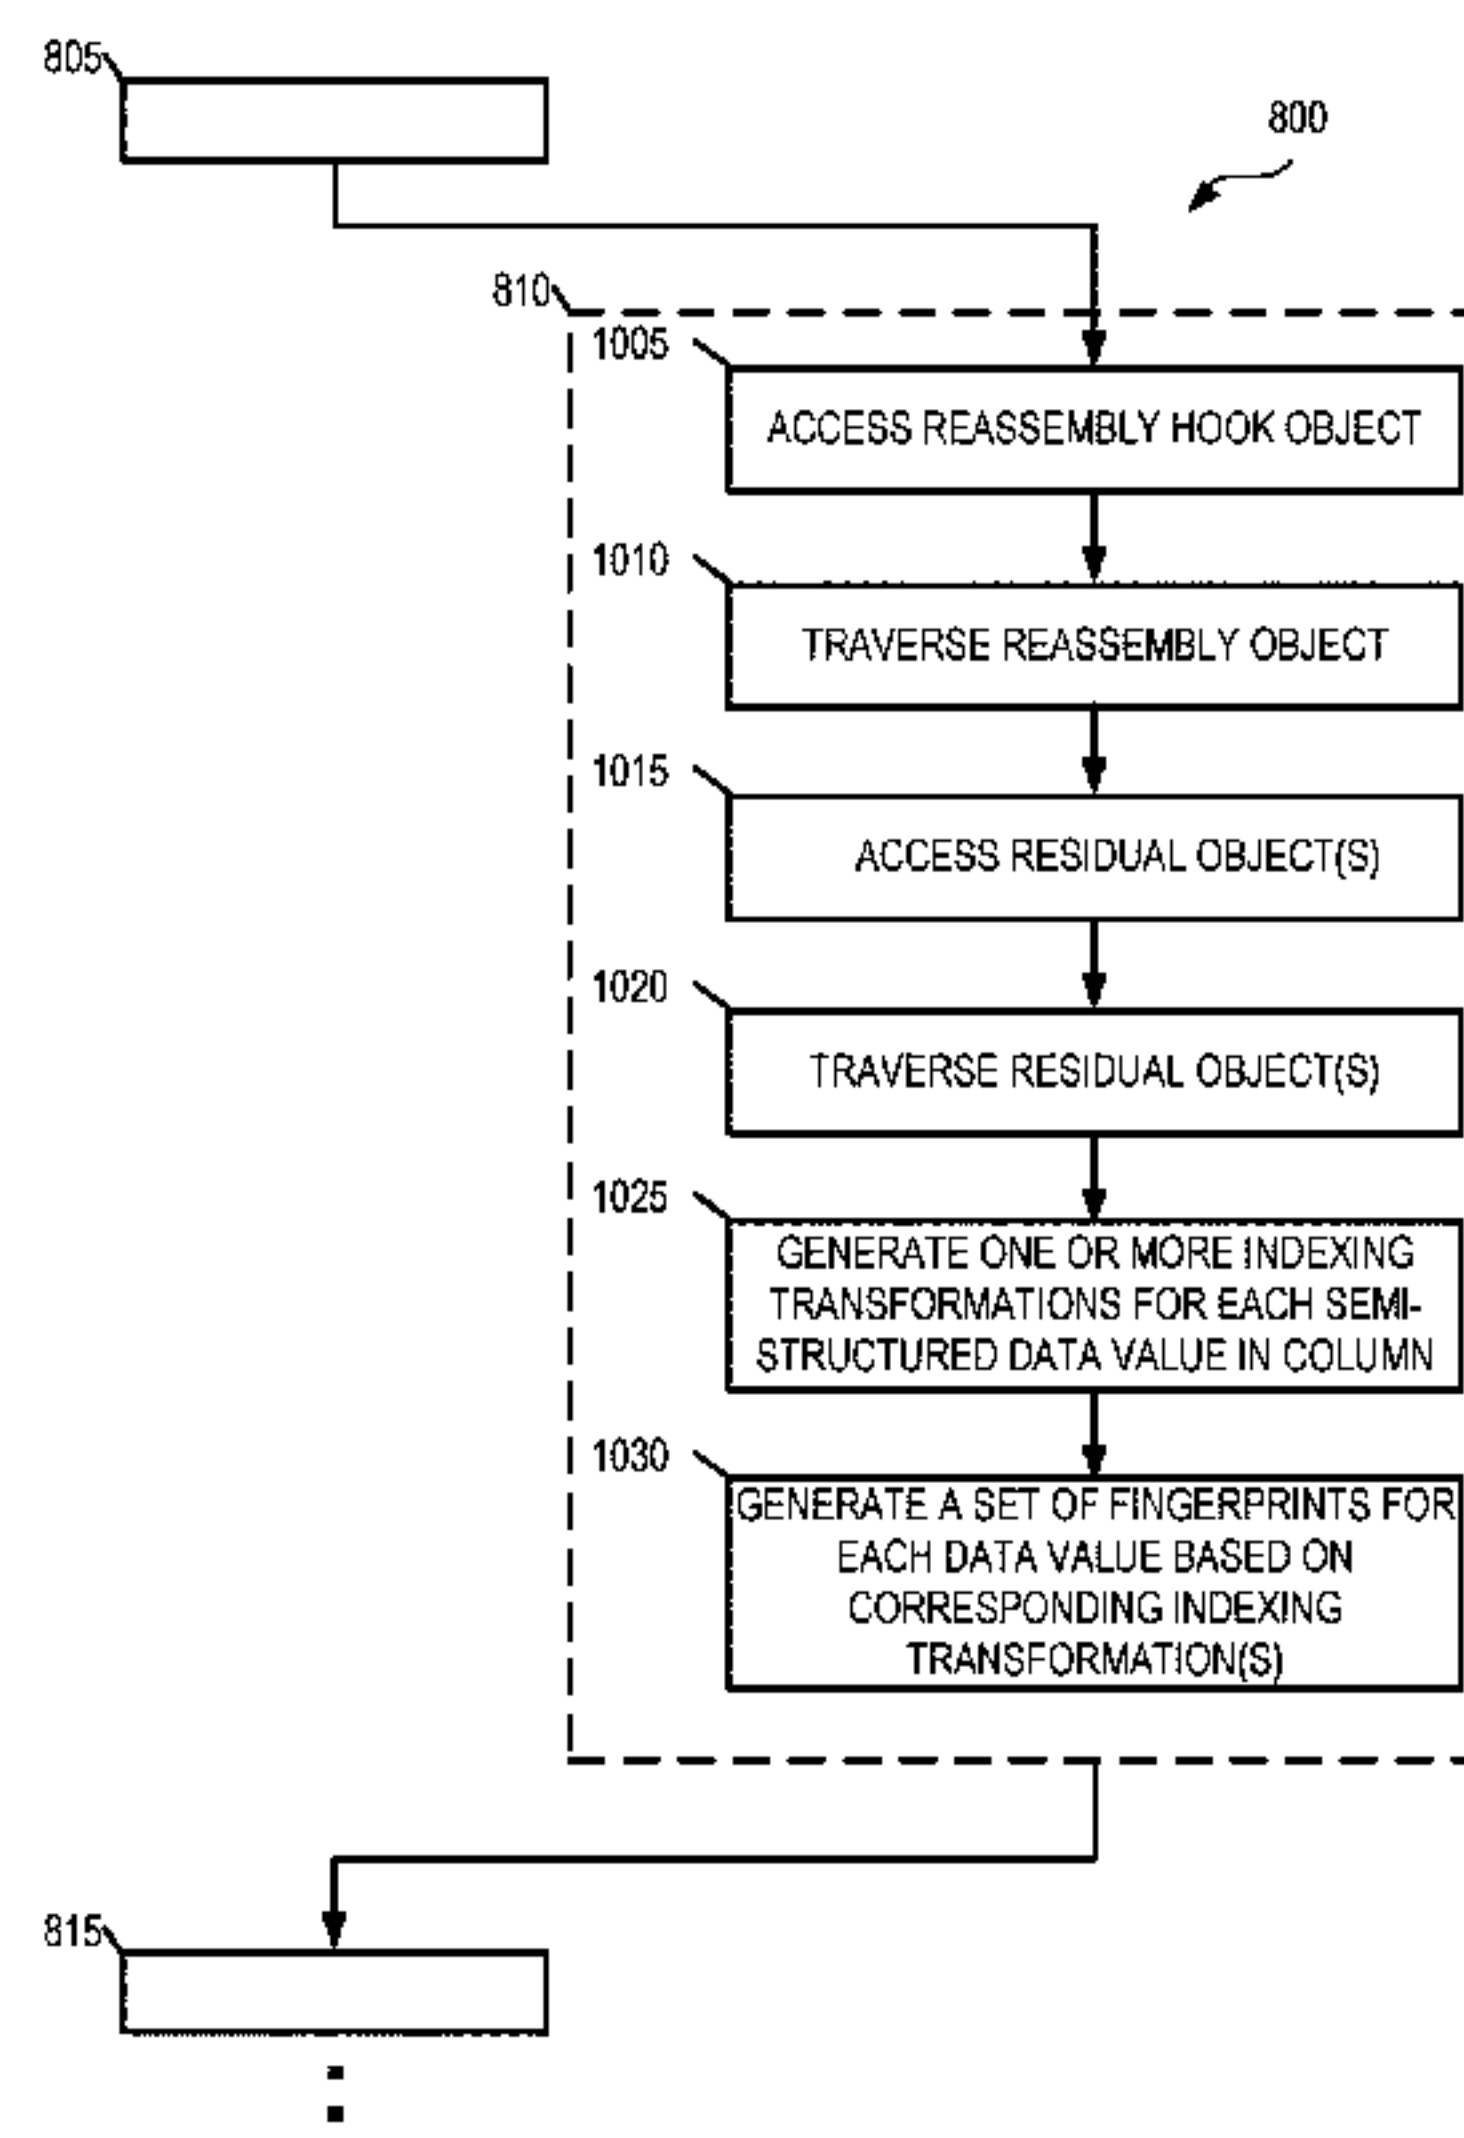 805
800
810
1005
ACCESS REASSEMBLY HOOK OBJECT
1010
TRAVERSE REASSEMBLY OBJECT
1015
ACCESS RESIDUAL OBJECT(S)
1020
TRAVERSE RESIDUAL OBJECT(S)
1025
GENERATE ONE OR MORE INDEXING
TRANSFORMATIONS FOR EACH SEMI-
STRUCTURED DATA VALUE IN COLUMN
1030
GENERATE A SET OF FINGERPRINTS FOR
EACH DATA VALUE BASED ON
CORRESPONDING INDEXING
TRANSFORMATION(S)
815